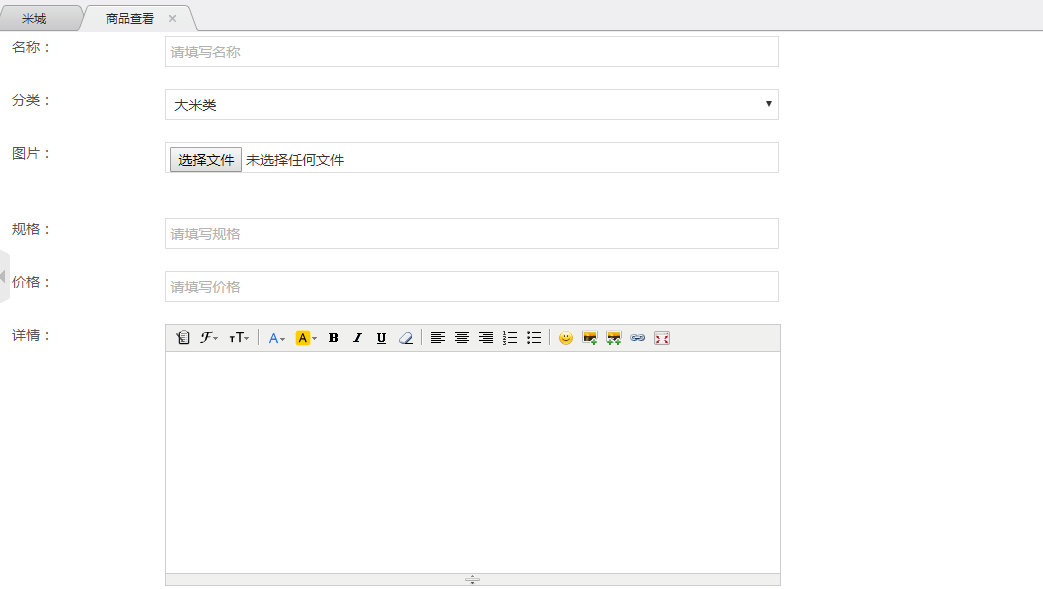 米城
商品查看
名称：
请填写名称
分类：
大米类
图片：
选择文件 未选择任何文件
规格：
请填写规格
价格：
请填写价格
详情：